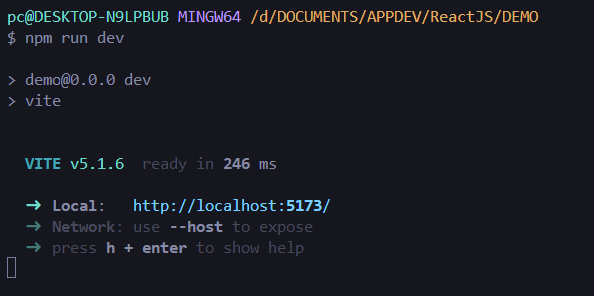 pc@DESKTOP-N9LPBUB MINGW64 /d/DOCUMENTS/APPDEV/ReactJS/DEMO
$ npm run dev
> demo@0.0.0 dev
> vite
VITE v5.1.6 ready in 246 ms
➜ Local: http://localhost:5173/
➜ Network: use --host to expose
➜ press h + enter to show help